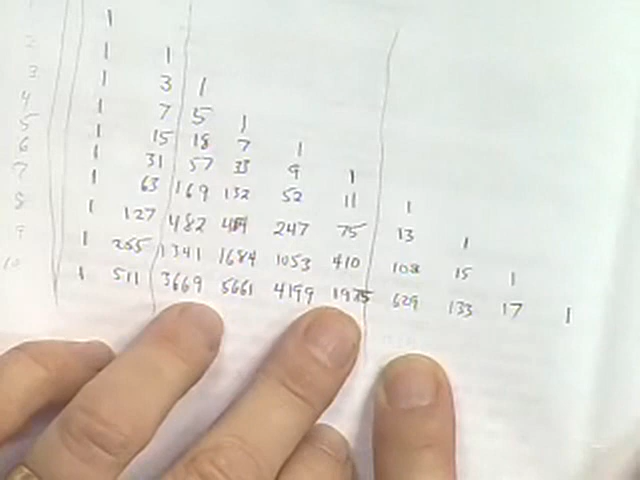 1
2 1 1
3 1 3 1
4 1 7 5 1
5 1 15 18 7 1
6 1 31 57 33 9 1
7 1 63 169 132 52 11 1
8 1 127 482 484 247 75 13 1
9 1 255 1341 1684 1053 410 108 15 1
10 1 511 3669 5661 4199 1975 629 133 17 1